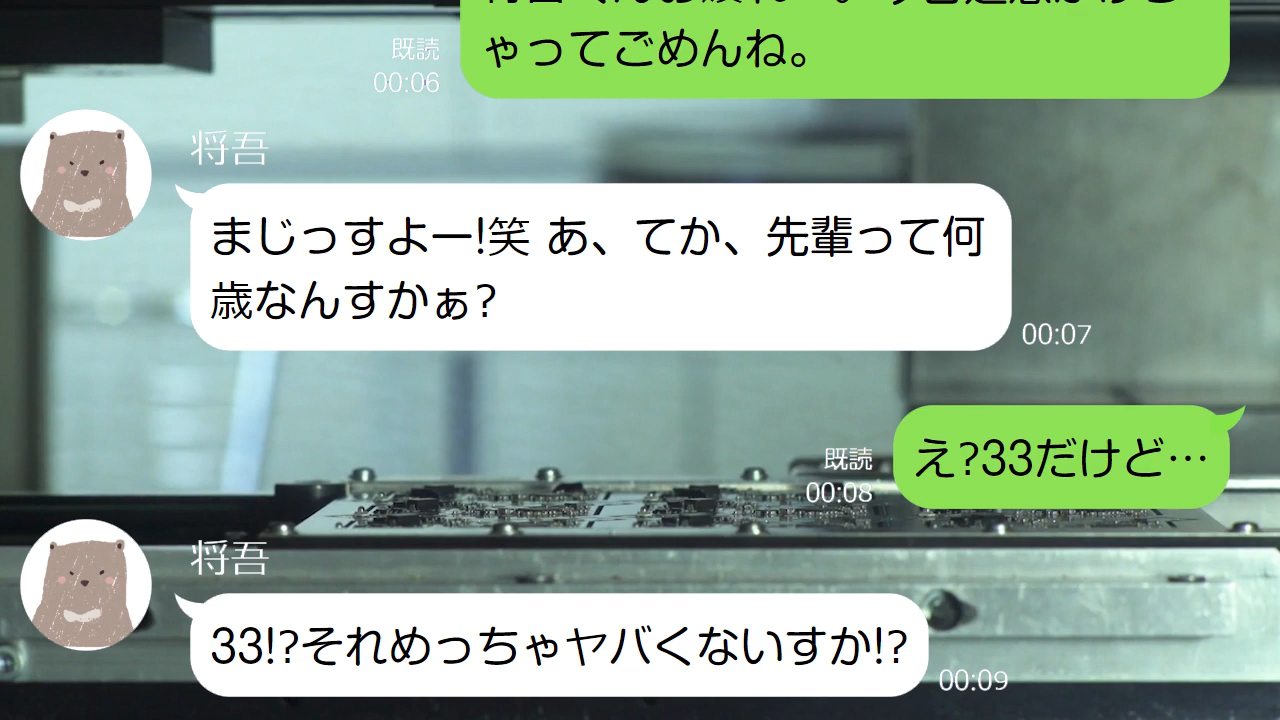 ゃってごめんね。
既読
00:06
将吾
まじっすよー!笑 あ、てか、先輩って何
歳なんすかぁ?
00:07
え?33だけど…
既読
00:08
将吾
33!?それめっちゃヤバくないすか!?
00:09